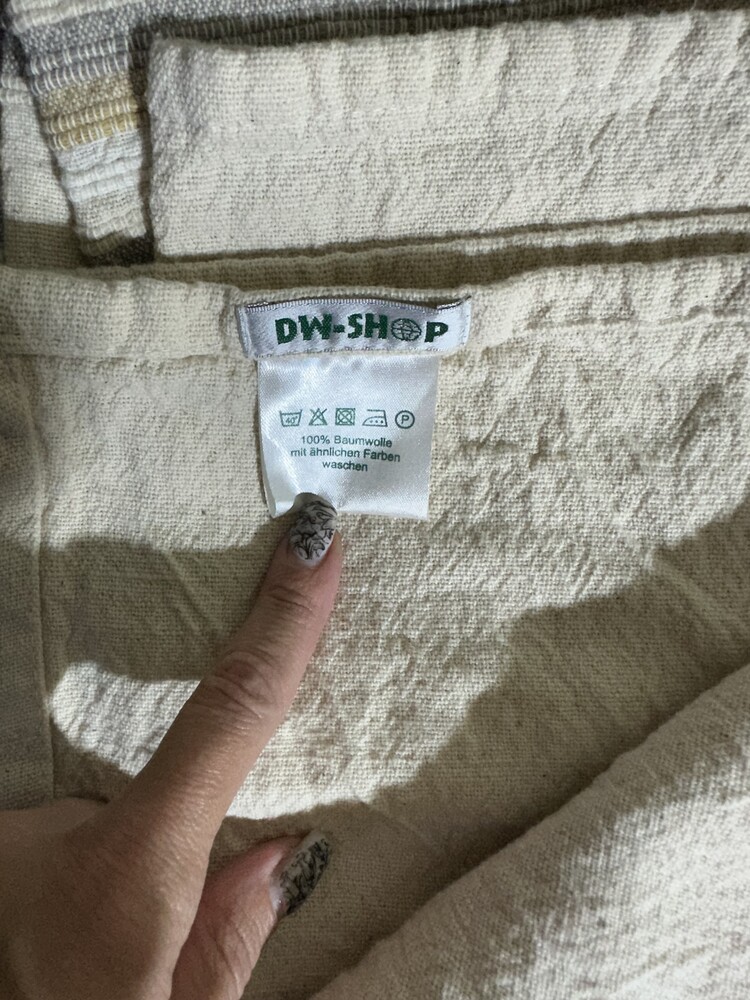 DW-SHOP
40° P
100% Baumwolle
mit ähnlichen Farben
waschen